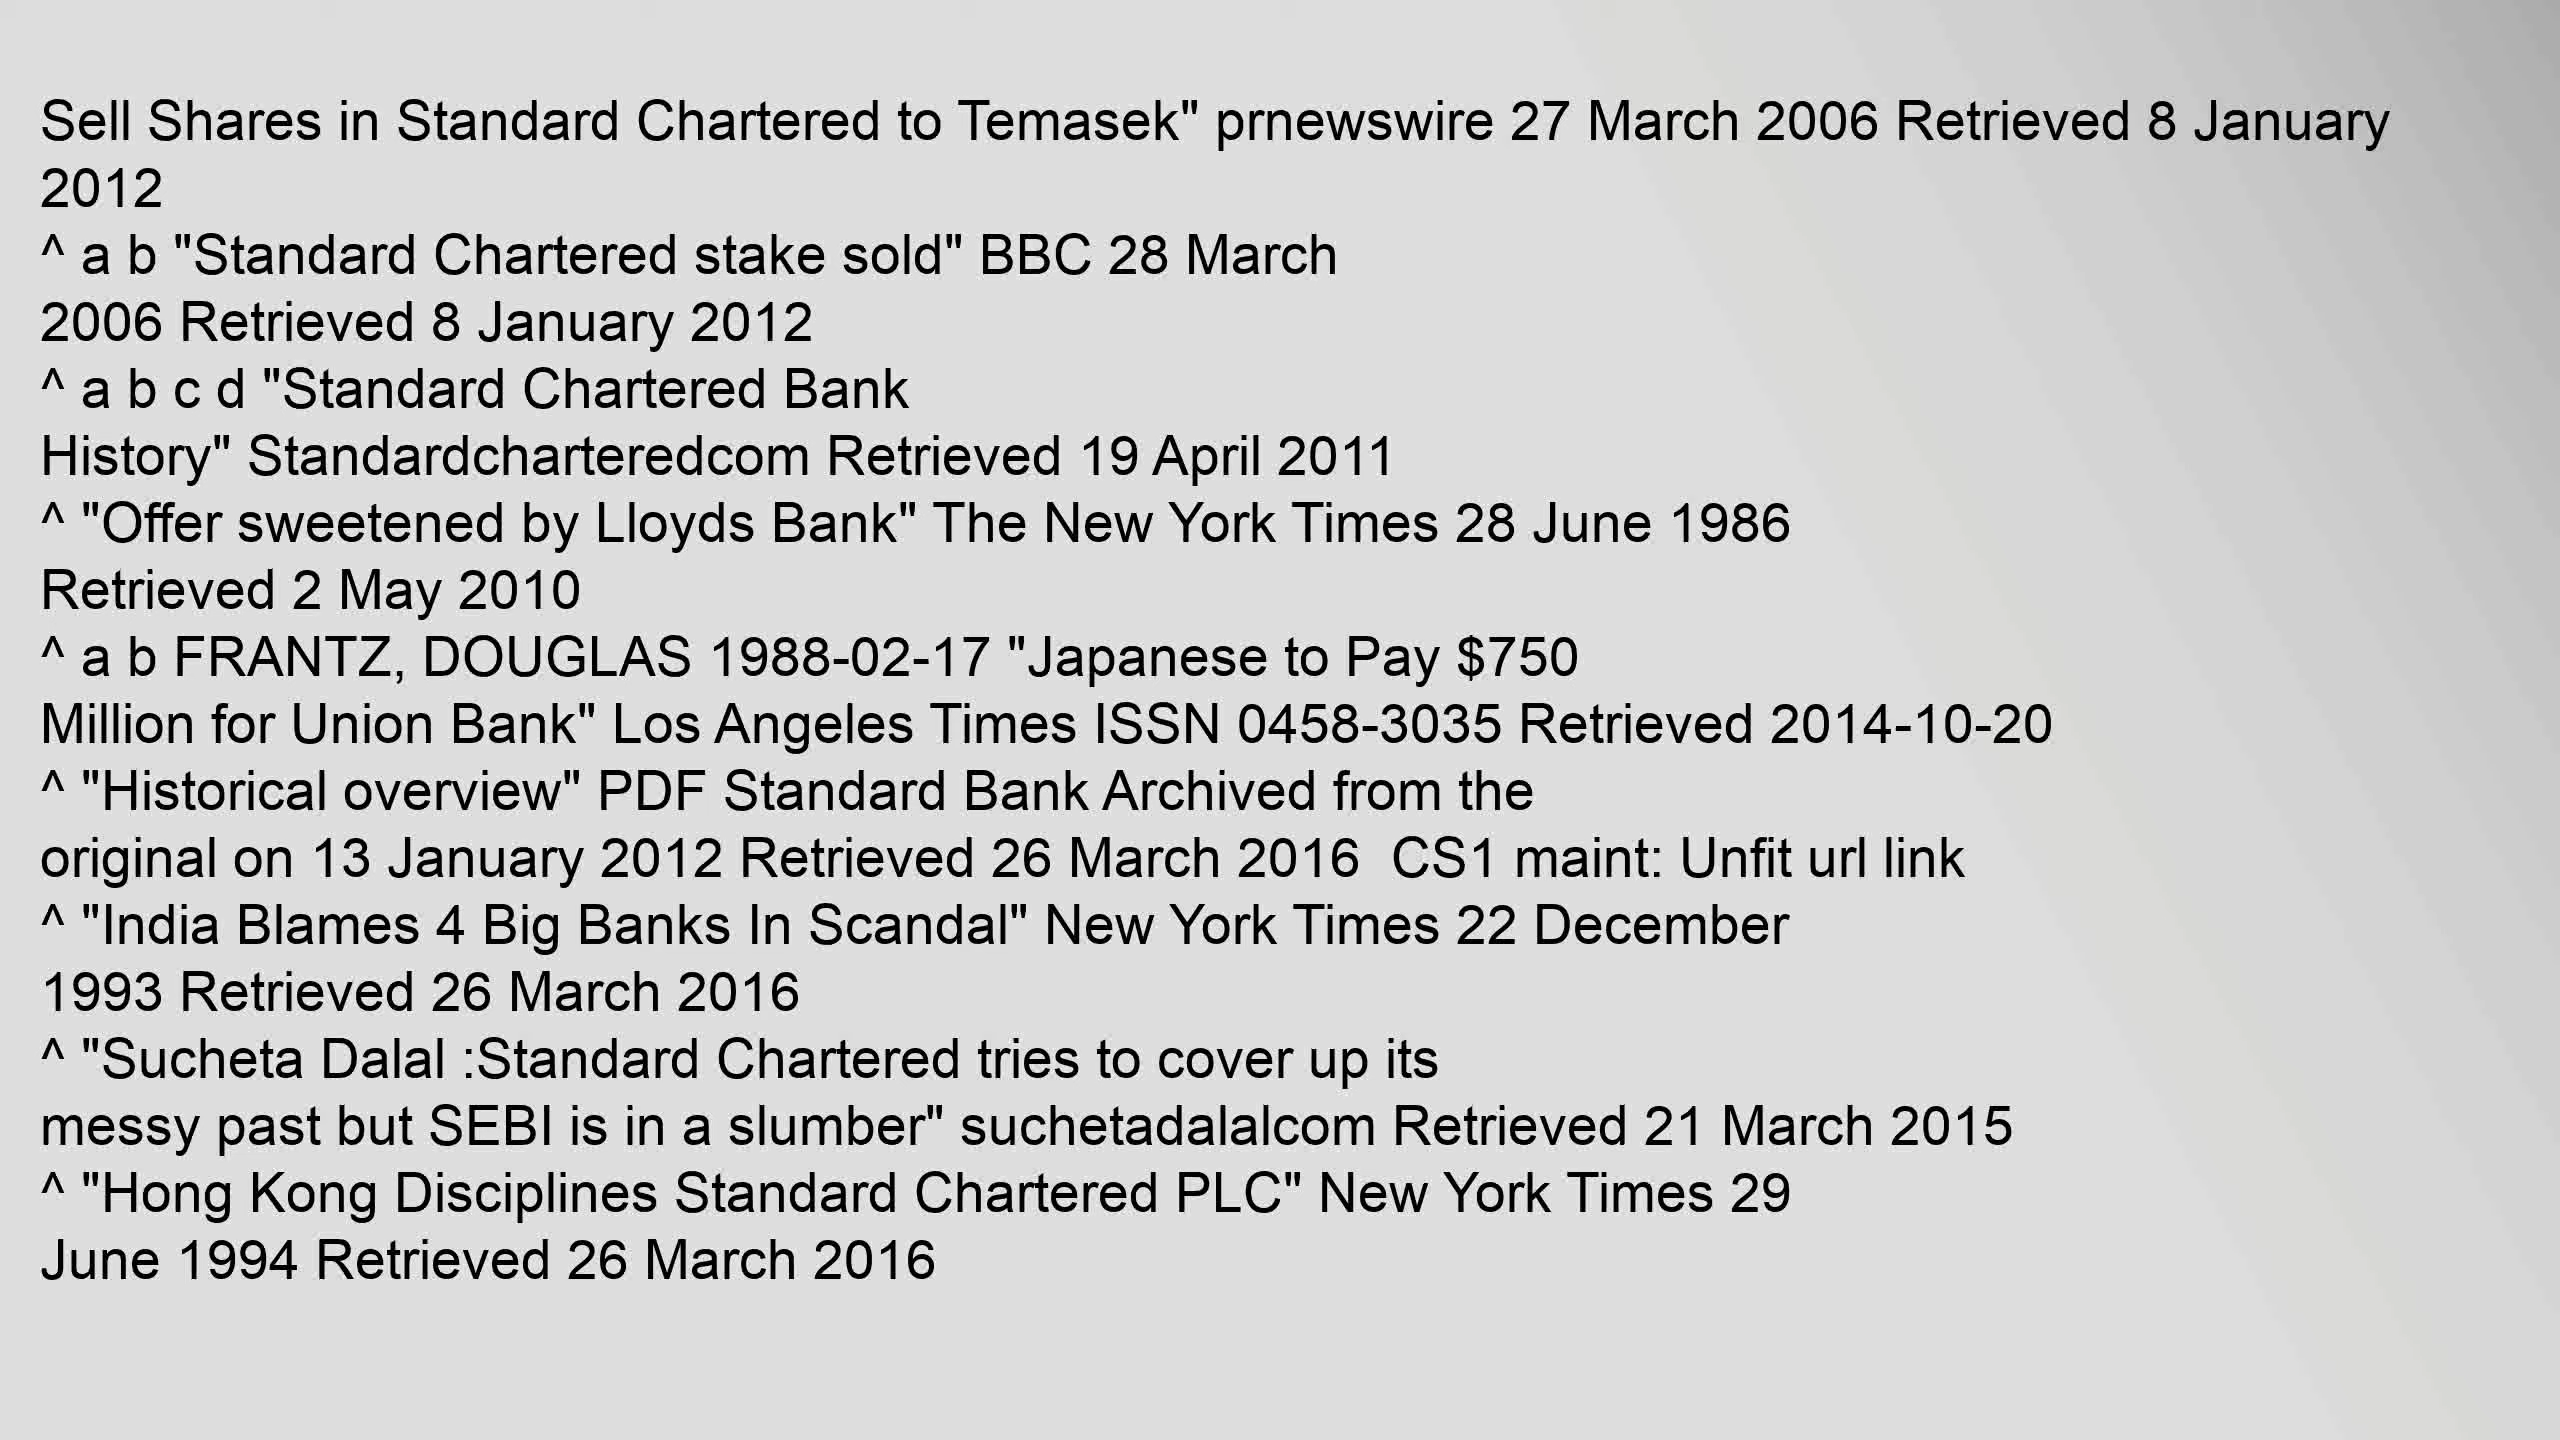 Sell Shares in Standard Chartered to Temasek" prnewswire 27 March 2006 Retrieved 8 January
2012
^ a b "Standard Chartered stake sold" BBC 28 March
2006 Retrieved 8 January 2012
^ a b c d "Standard Chartered Bank
History" Standardcharteredcom Retrieved 19 April 2011
^ "Offer sweetened by Lloyds Bank" The New York Times 28 June 1986
Retrieved 2 May 2010
^ a b FRANTZ, DOUGLAS 1988-02-17 "Japanese to Pay $750
Million for Union Bank" Los Angeles Times ISSN 0458-3035 Retrieved 2014-10-20
^ "Historical overview" PDF Standard Bank Archived from the
original on 13 January 2012 Retrieved 26 March 2016  CS1 maint: Unfit url link
^ "India Blames 4 Big Banks In Scandal" New York Times 22 December
1993 Retrieved 26 March 2016
^ "Sucheta Dalal :Standard Chartered tries to cover up its
messy past but SEBI is in a slumber" suchetadalalcom Retrieved 21 March 2015
^ "Hong Kong Disciplines Standard Chartered PLC" New York Times 29
June 1994 Retrieved 26 March 2016